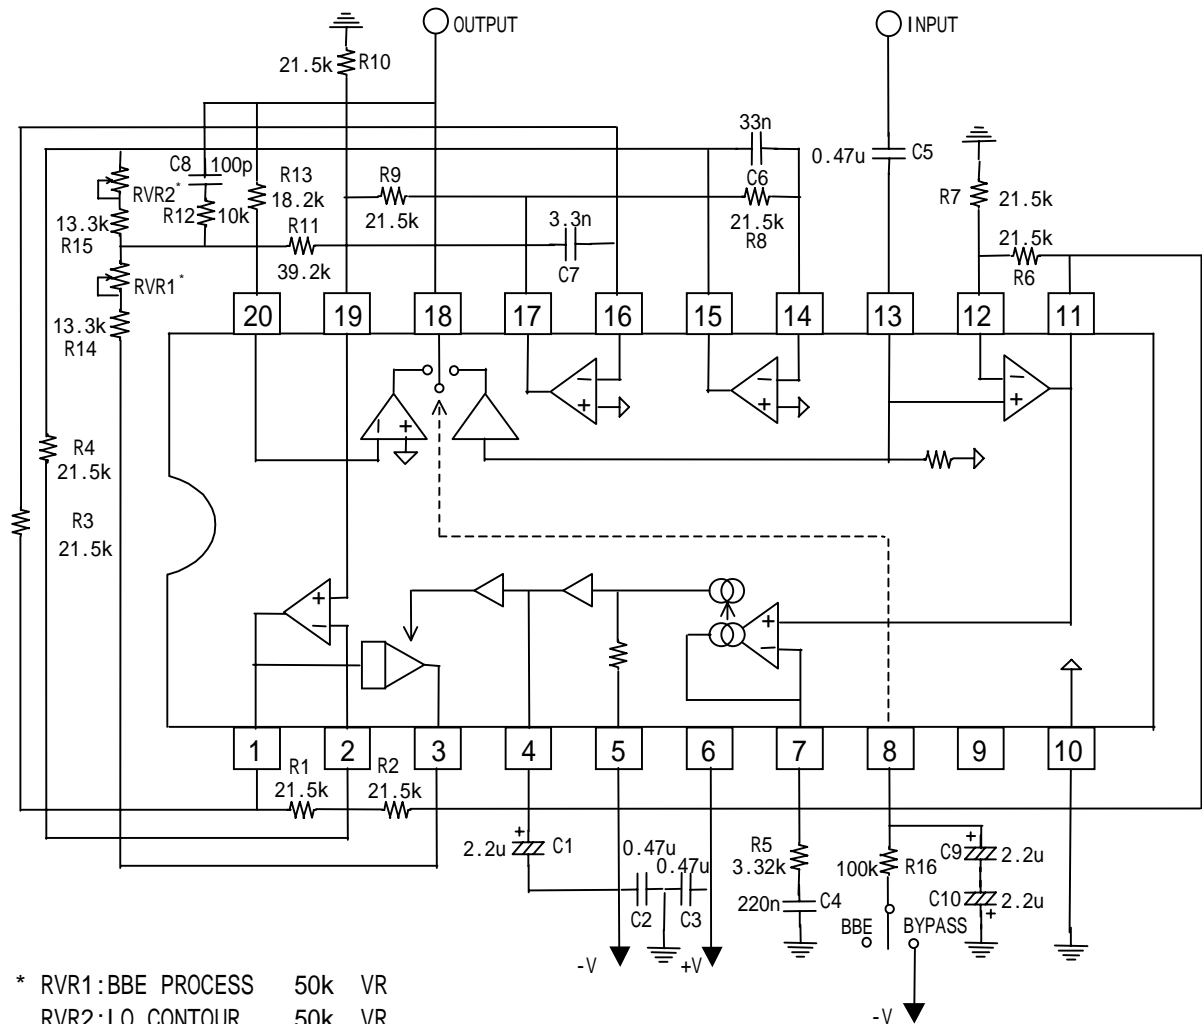 OUTPUT
INPUT
21.5k R10
33n
C8 100p
C6
0.47u C5
R13
18.2k
R9
21.5k
RVR2*
R12 10k
21.5k
R8
R7 21.5k
13.3k
R15
R11
39.2k
3.3n
C7
21.5k
R6
RVR1*
13.3k
R14
20 19 18 17 16 15 14 13 12 11
− + − + − + − +
R4
21.5k
R3
21.5k
+ −
+ −
1 2 3 4 5 6 7 8 9 10
R1
21.5k
R2
21.5k
+
2.2u C1
0.47u
0.47u
C2 C3
R5
3.32k
220n C4
100k R16
+
C9 2.2u
C10 2.2u
+
BBE BYPASS
-V +V
-V
* RVR1:BBE PROCESS 50k VR
RVR2:LO CONTOUR 50k VR